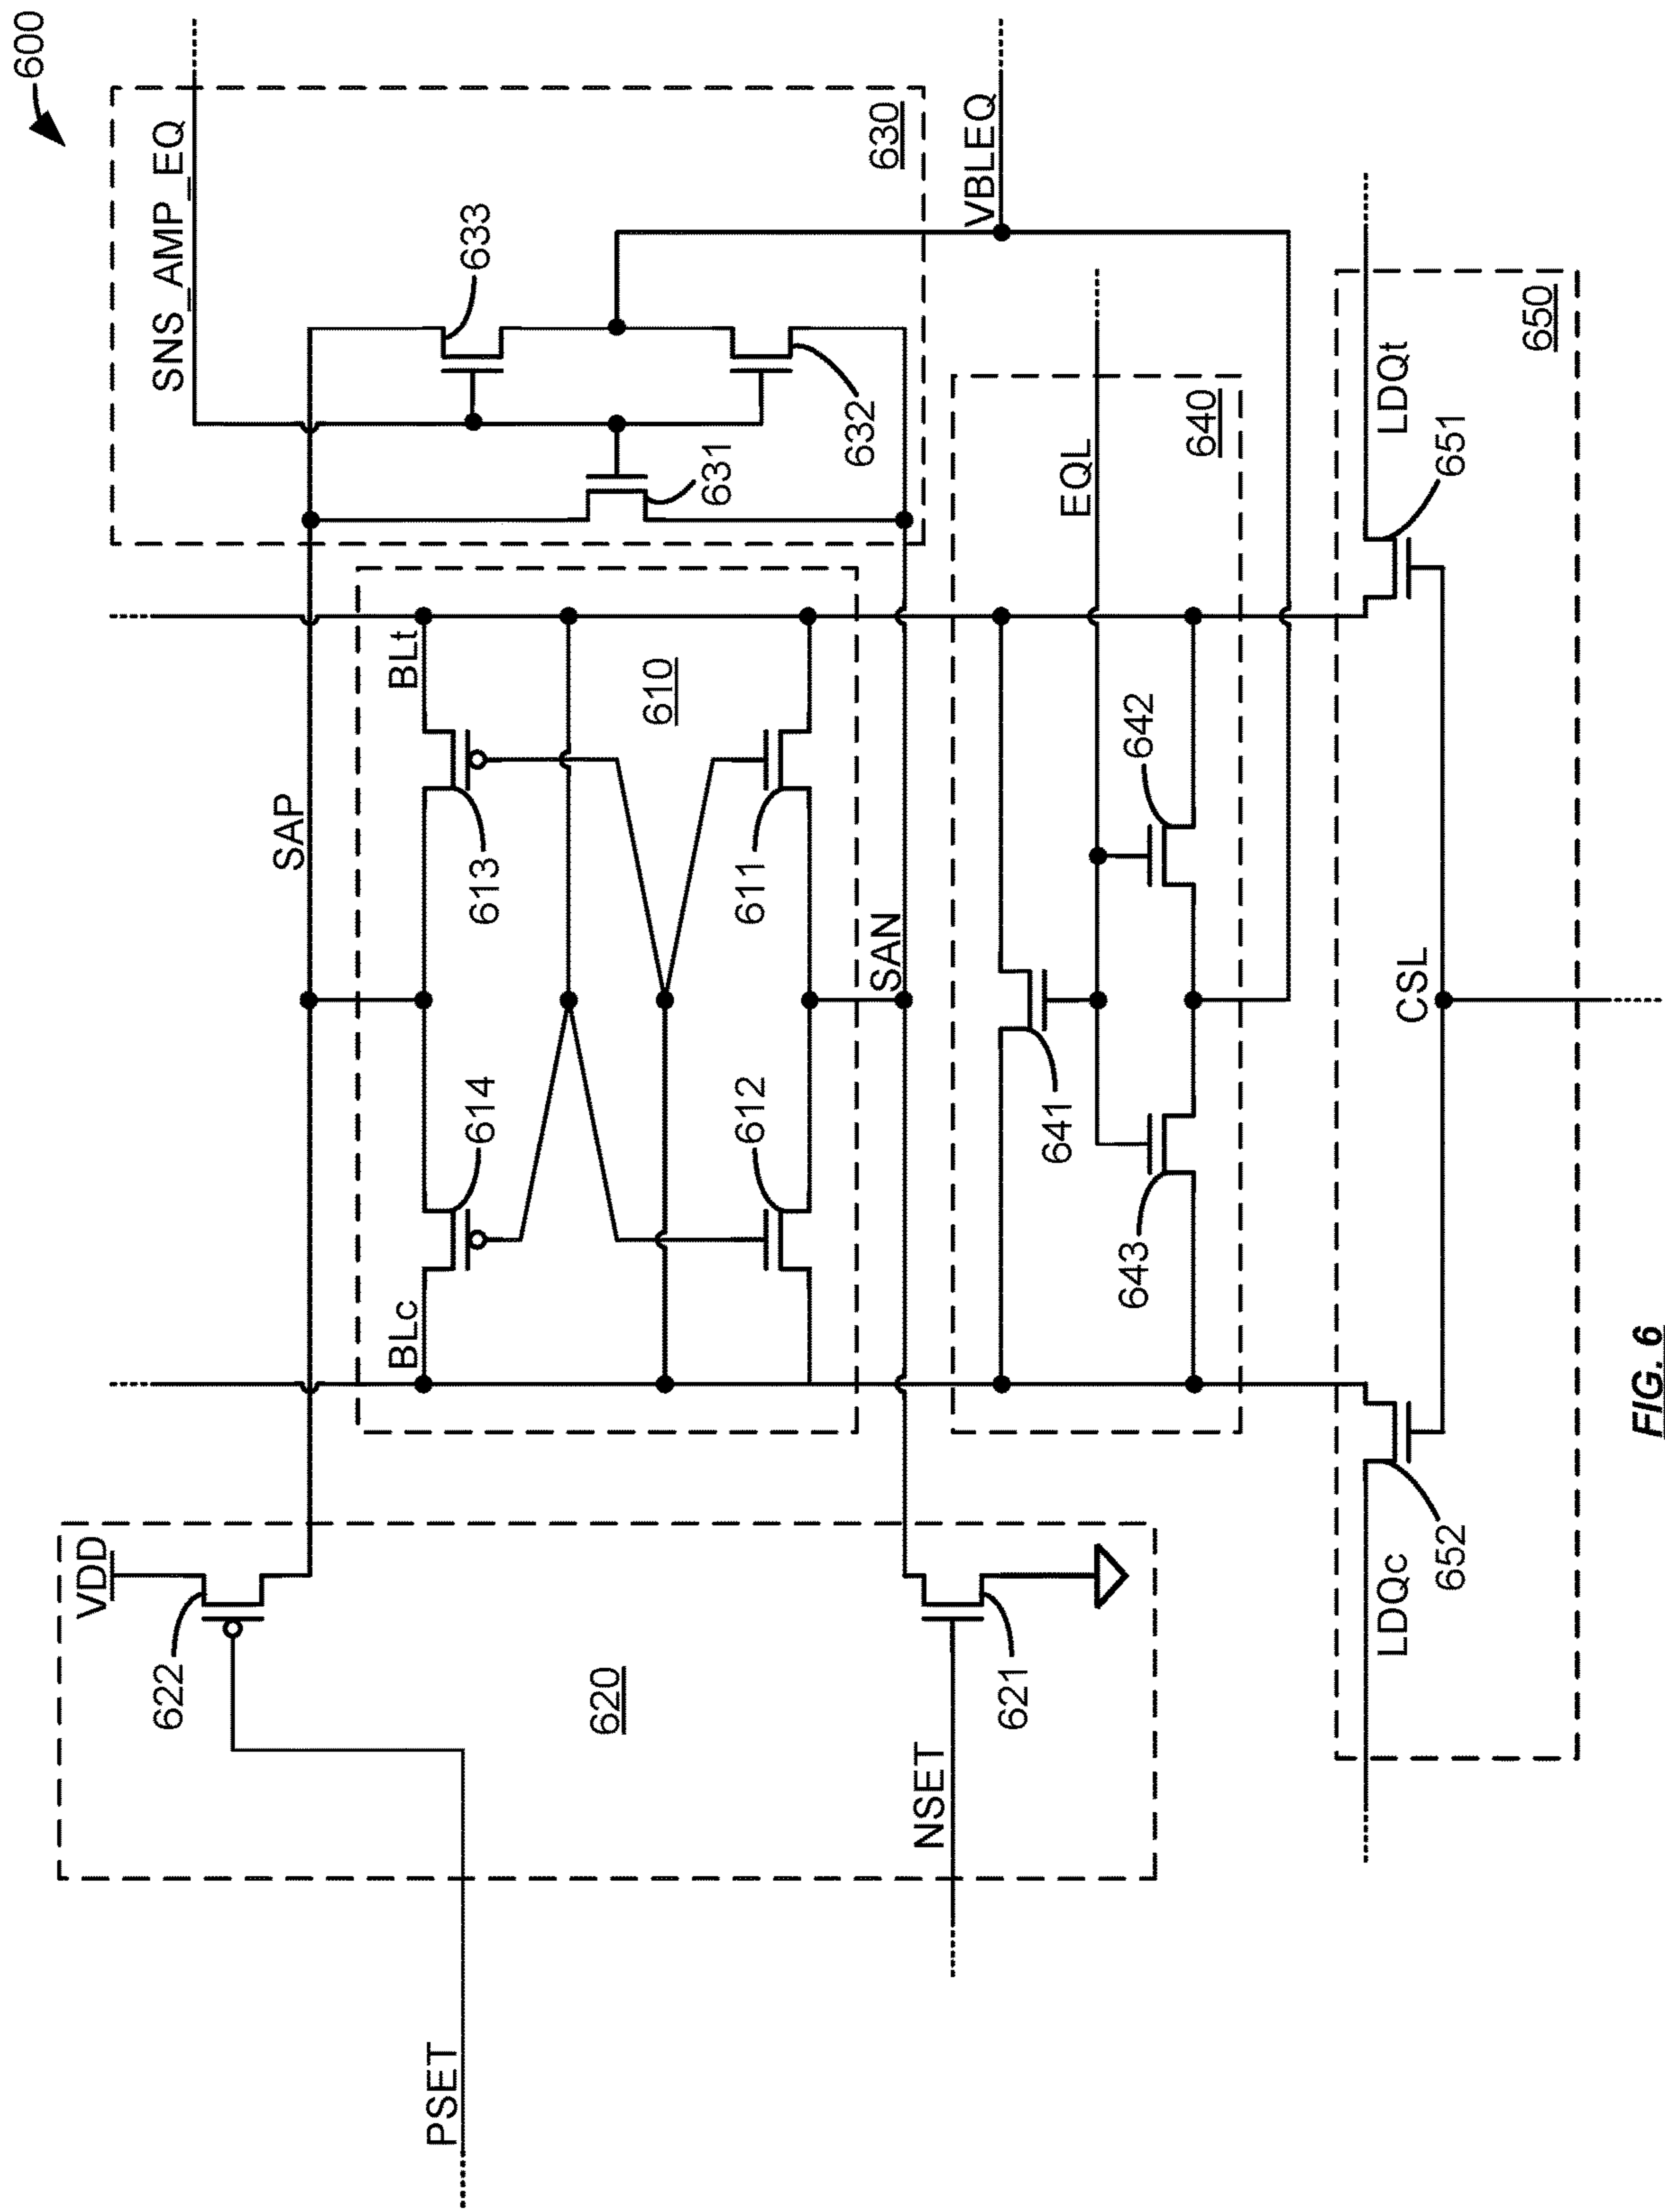 600
SNS_AMP_EQ
630
633
632
631
VBLEQ
SAP
BLt
610
613
611
BLc
614
612
SAN
EQL
640
642
641
643
650
LDQt
651
CSL
LDQc
652
VDD
622
620
621
PSET
NSET
FIG. 6